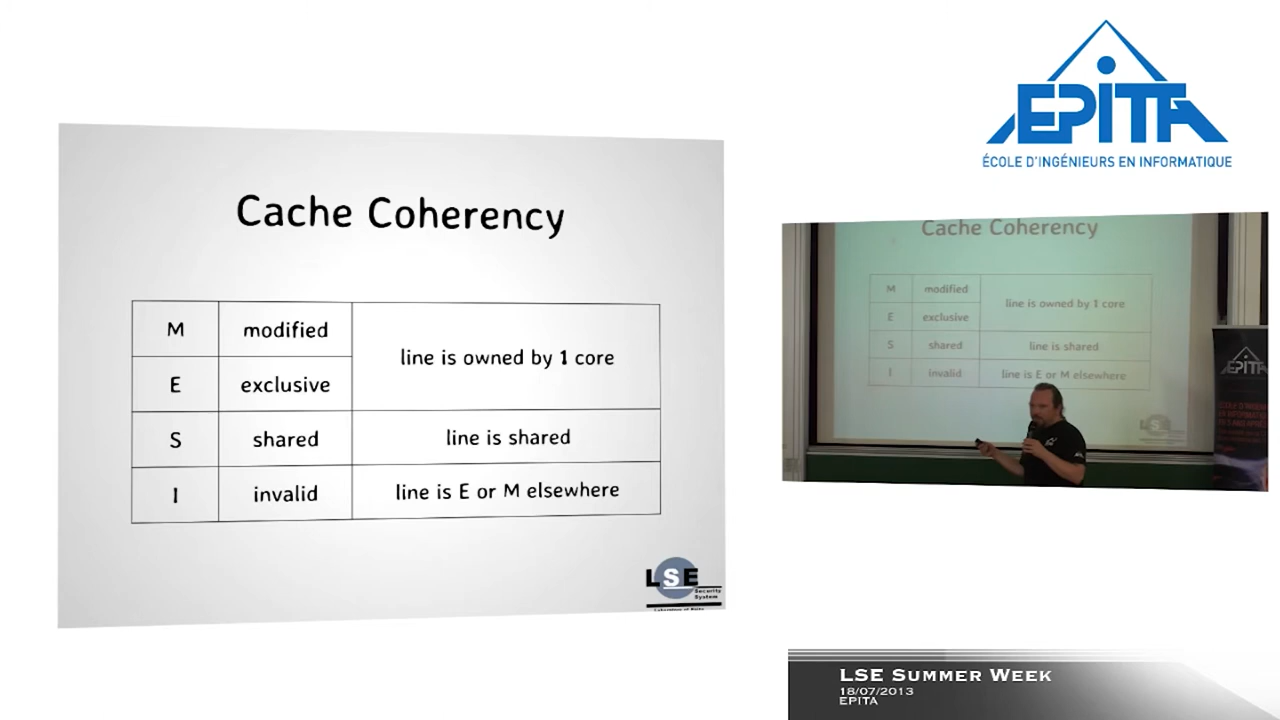 Cache Coherency
M modified line is owned by 1 core
E exclusive
S shared line is shared
I invalid line is E or M elsewhere
LSE
Security
System
EPITA
ÉCOLE D'INGÉNIEURS EN INFORMATIQUE
Cache Coherency
M modified line is owned by 1 core
E exclusive
S shared line is shared
I invalid line is E or M elsewhere
LSE
EPITA
LSE SUMMER WEEK
18/07/2013
EPITA